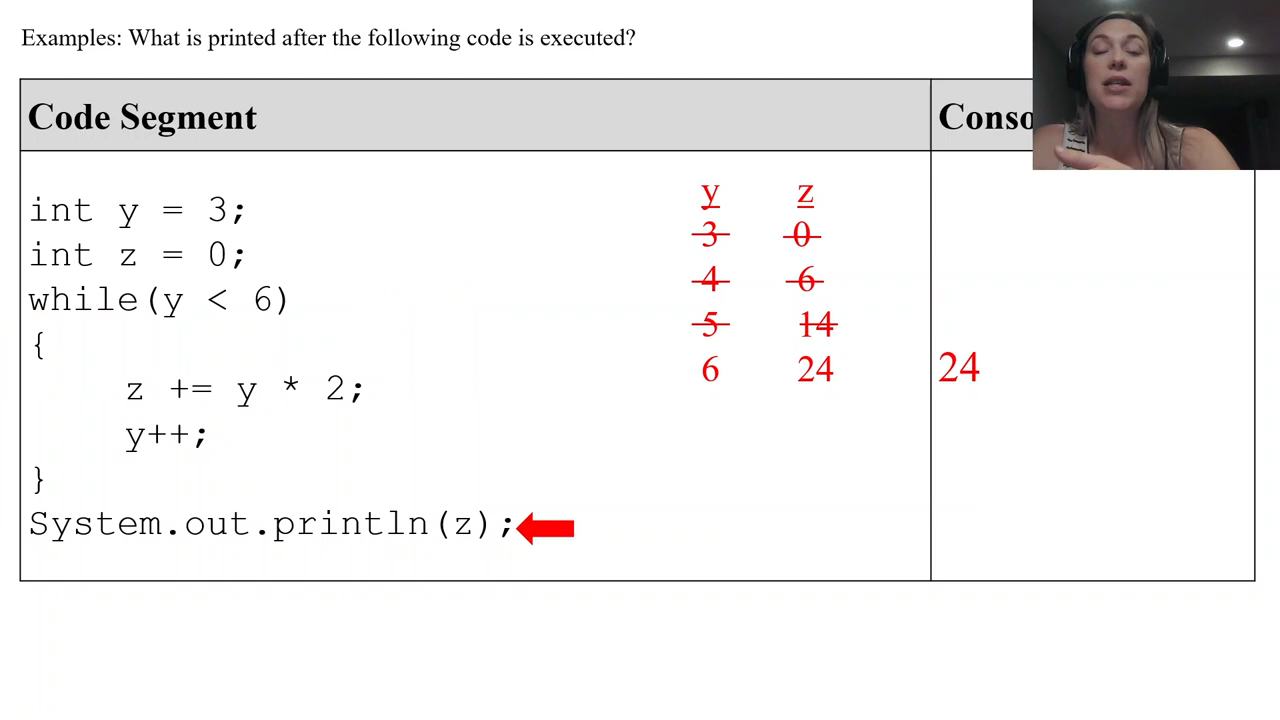 Examples: What is printed after the following code is executed?
Code Segment
Conso
int y = 3;
int z = 0;
while(y < 6)
{
z += y * 2;
y++;
}
System.out.println(z);
y z
3 0
4 6
5 14
6 24
24